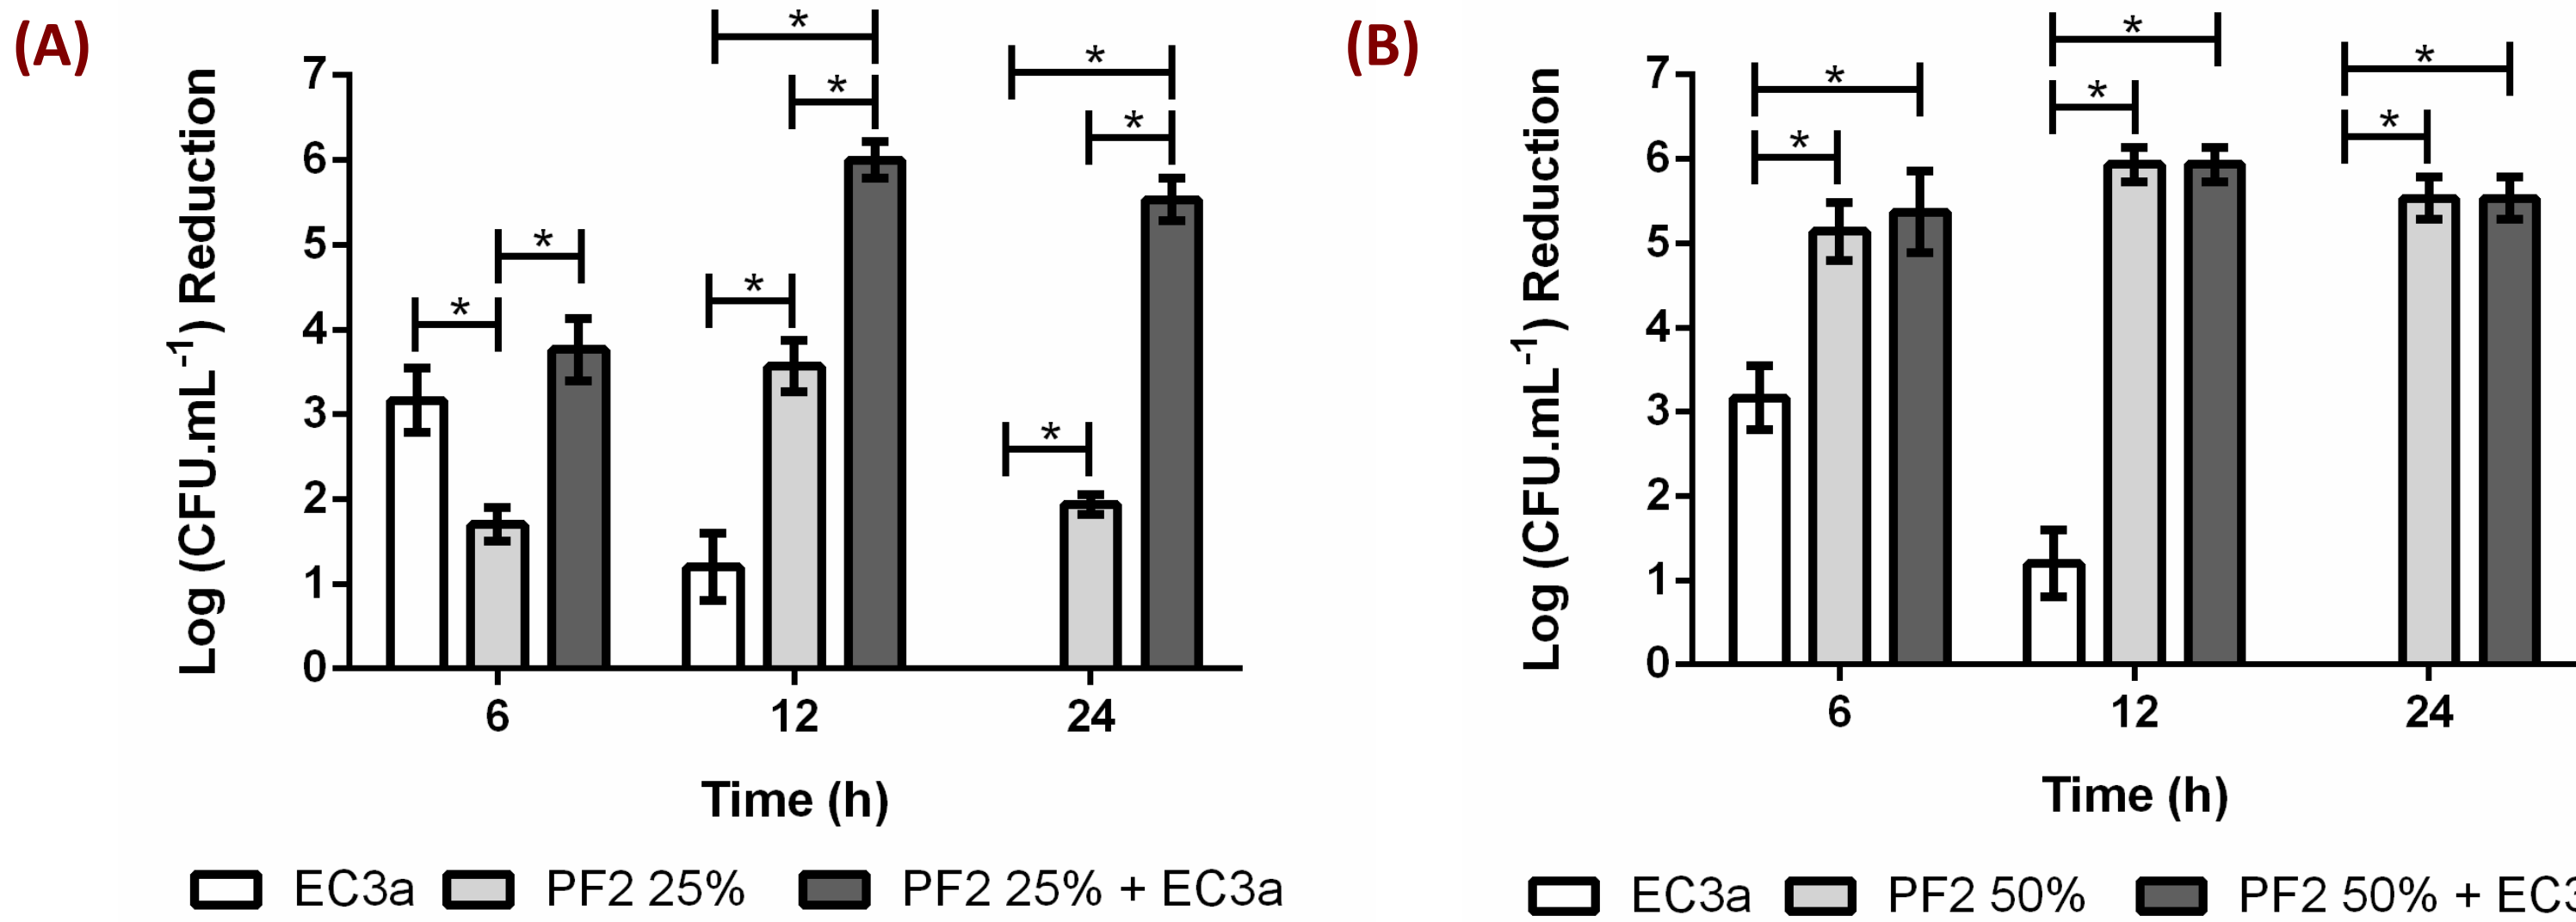 (A)
Log (CFU.mL-1) Reduction
7
6
5
4
3
2
1
0
* * * * * * * *
6 12 24
Time (h)
EC3a PF2 25% PF2 25% + EC3a
(B)
Log (CFU.mL-1) Reduction
7
6
5
4
3
2
1
0
* * * * * *
6 12 24
Time (h)
EC3a PF2 50% PF2 50% + EC3